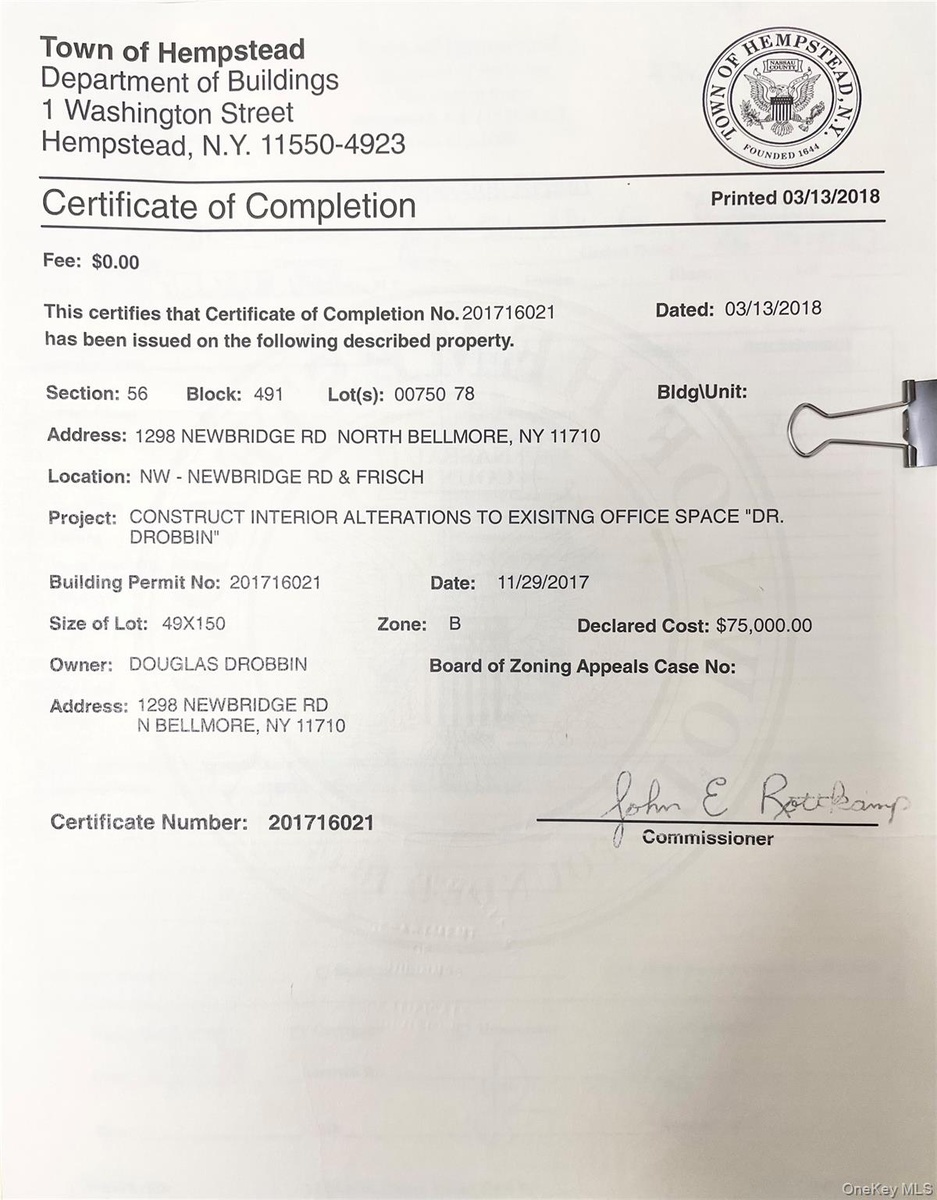 Town of Hempstead
Department of Buildings
1 Washington Street
Hempstead, N.Y. 11550-4923
TOWN OF HEMPSTEAD, N.Y.
NASSAU
COUNTY
FOUNDED 1644
Certificate of Completion
Printed 03/13/2018
Fee: $0.00
This certifies that Certificate of Completion No. 201716021
has been issued on the following described property.
Dated: 03/13/2018
Section: 56 Block: 491 Lot(s): 00750 78 Bldg\Unit:
Address: 1298 NEWBRIDGE RD NORTH BELLMORE, NY 11710
Location: NW - NEWBRIDGE RD & FRISCH
Project: CONSTRUCT INTERIOR ALTERATIONS TO EXISITNG OFFICE SPACE "DR.
DROBBIN"
Building Permit No: 201716021 Date: 11/29/2017
Size of Lot: 49X150 Zone: B Declared Cost: $75,000.00
Owner: DOUGLAS DROBBIN Board of Zoning Appeals Case No:
Address: 1298 NEWBRIDGE RD
N BELLMORE, NY 11710
John E Rottkamp
Certificate Number: 201716021
Commissioner
OneKey MLS